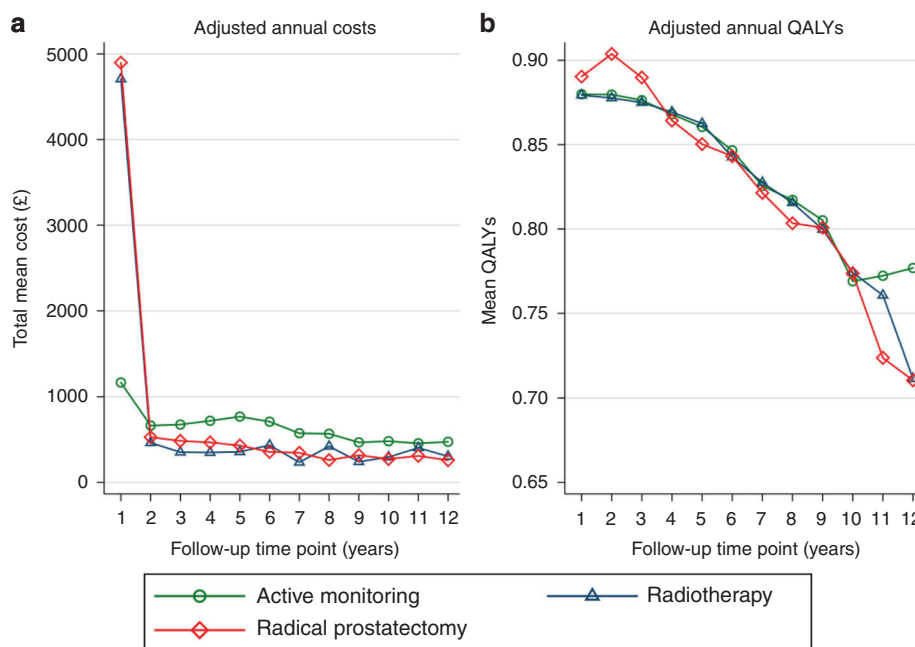 a
Adjusted annual costs
5000
4000
3000
2000
1000
0
Total mean cost (£)
1 2 3 4 5 6 7 8 9 10 11 12
Follow-up time point (years)
b
Adjusted annual QALYs
0.90
0.85
0.80
0.75
0.70
0.65
Mean QALYs
1 2 3 4 5 6 7 8 9 10 11 12
Follow-up time point (years)
Active monitoring
Radiotherapy
Radical prostatectomy